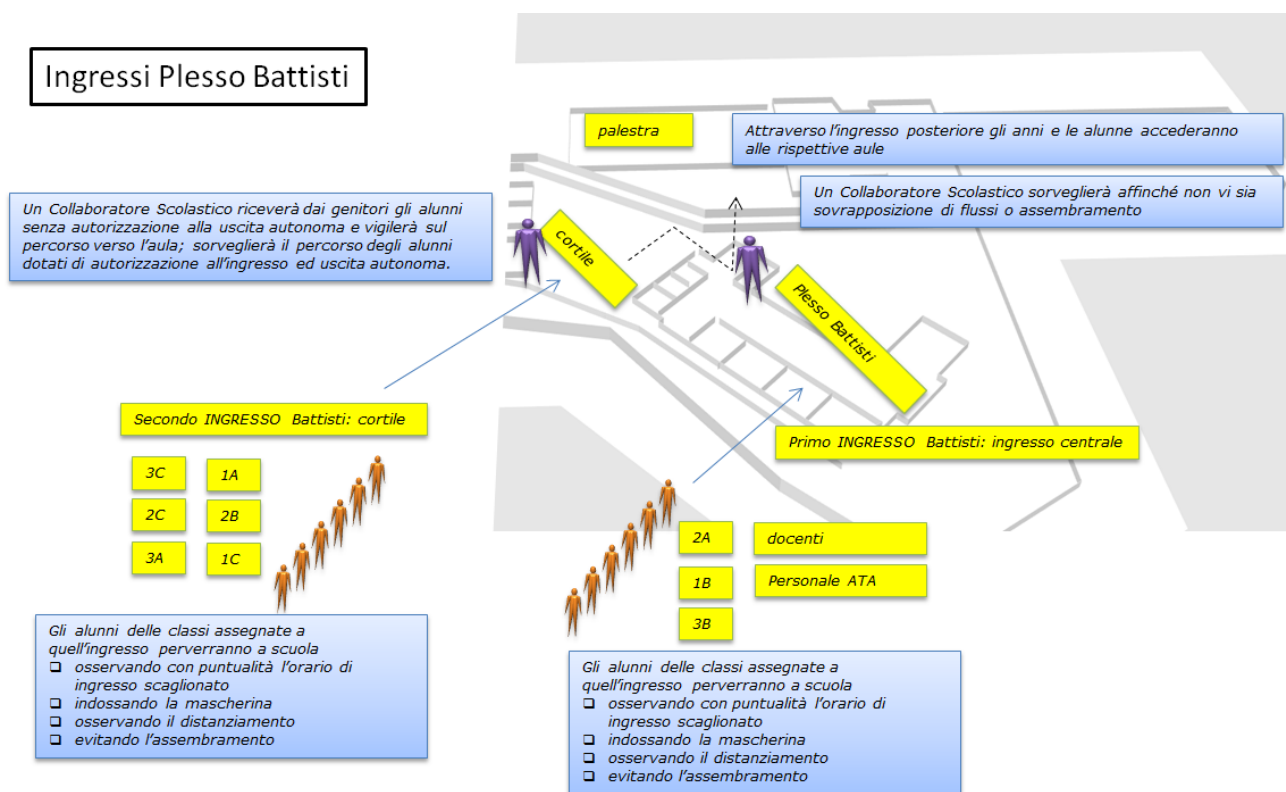 Ingressi Plesso Battisti
palestra
Attraverso l'ingresso posteriore gli anni e le alunne accederanno
alle rispettive aule
Un Collaboratore Scolastico sorveglierà affinché non vi sia
sovrapposizione di flussi o assembramento
Un Collaboratore Scolastico riceverà dai genitori gli alunni
senza autorizzazione alla uscita autonoma e vigilerà sul
percorso verso l'aula; sorveglierà il percorso degli alunni
dotati di autorizzazione all'ingresso ed uscita autonoma.
cortile
Plesso Battisti
Secondo INGRESSO Battisti: cortile
3C 1A
2C 2B
3A 1C
Gli alunni delle classi assegnate a
quell'ingresso perverranno a scuola
❑ osservando con puntualità l'orario di
ingresso scaglionato
❑ indossando la mascherina
❑ osservando il distanziamento
❑ evitando l'assembramento
Primo INGRESSO Battisti: ingresso centrale
2A docenti
1B Personale ATA
3B
Gli alunni delle classi assegnate a
quell'ingresso perverranno a scuola
❑ osservando con puntualità l'orario di
ingresso scaglionato
❑ indossando la mascherina
❑ osservando il distanziamento
❑ evitando l'assembramento